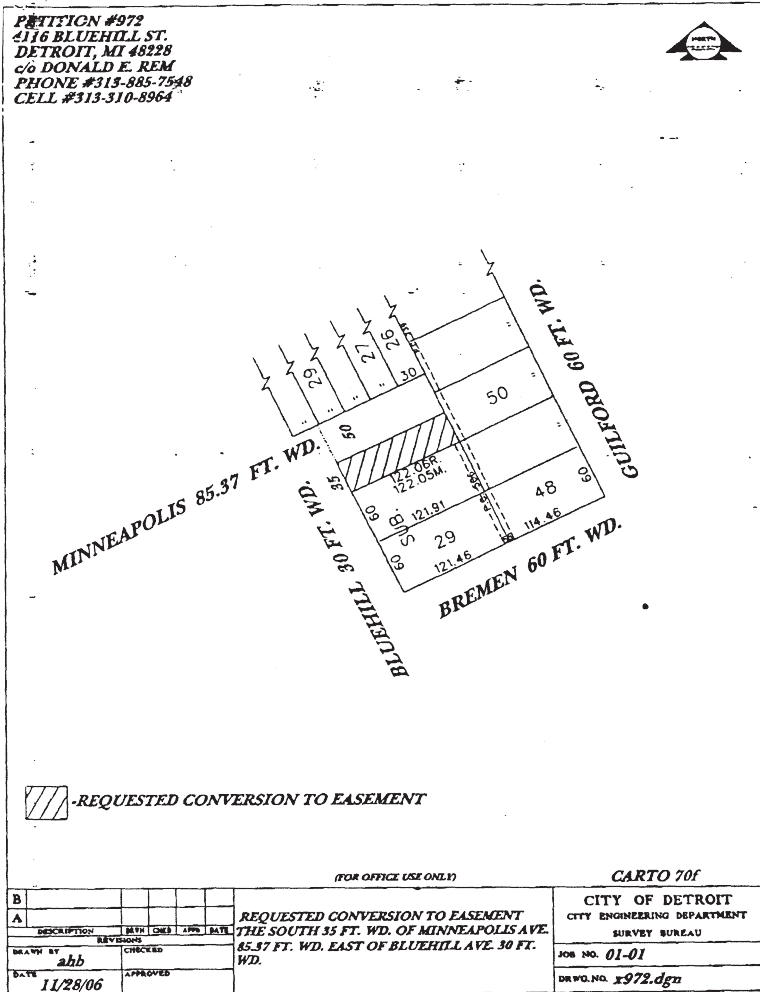 PETITION #972
4116 BLUEHILL ST.
DETROIT, MI 48228
c/o DONALD E. REM
PHONE #313-885-7548
CELL #313-310-8964
NORTH
GUILFORD 60 FT. WD.
26
27
29
"
"
"
"
"
30
50
50
"
MINNEAPOLIS 85.37 FT. WD.
35
122.06R.
122.05M.
60
SUB.
121.91
60
48
29
60
121.46
114.46
BLUEHILL 30 FT. WD.
BREMEN 60 FT. WD.
-REQUESTED CONVERSION TO EASEMENT
(FOR OFFICE USE ONLY)
CARTO 70f
B
A
DESCRIPTION DRWN CHKD APPD DATE
REVISIONS
DRAWN BY ahb
CHECKED
DATE 11/28/06
APPROVED
REQUESTED CONVERSION TO EASEMENT
THE SOUTH 35 FT. WD. OF MINNEAPOLIS AVE.
85.37 FT. WD. EAST OF BLUEHILL AVE. 30 FT.
WD.
CITY OF DETROIT
CITY ENGINEERING DEPARTMENT
SURVEY BUREAU
JOB NO. 01-01
DRWG. NO. x972.dgn